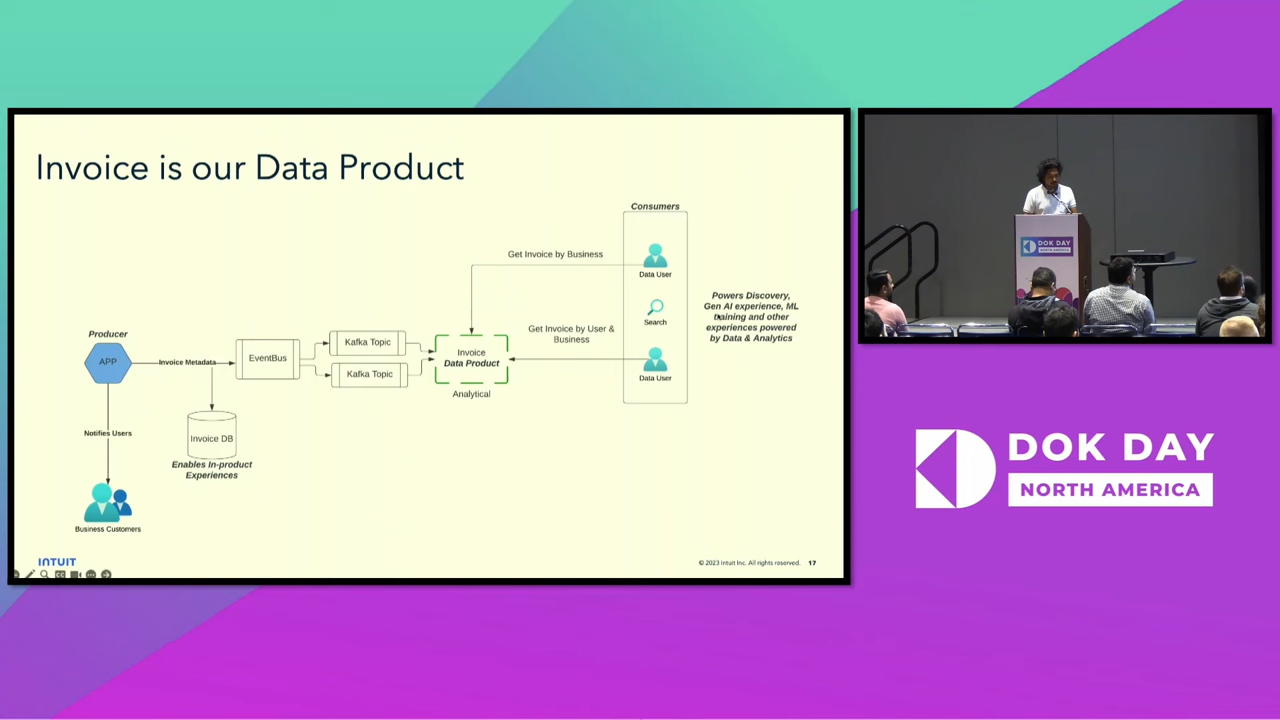 Invoice is our Data Product
Consumers
Get Invoice by Business
Data User
Search
Get Invoice by User &
Business
Data User
Powers Discovery,
Gen AI experience, ML
training and other
experiences powered
by Data & Analytics
Producer
APP
Invoice Metadata
EventBus
Kafka Topic
Kafka Topic
Invoice
Data Product
Analytical
Notifies Users
Invoice DB
Enables In-product
Experiences
Business Customers
INTUIT
© 2023 Intuit Inc. All rights reserved. 17
DOK DAY
NORTH AMERICA
DOK DAY
NORTH AMERICA